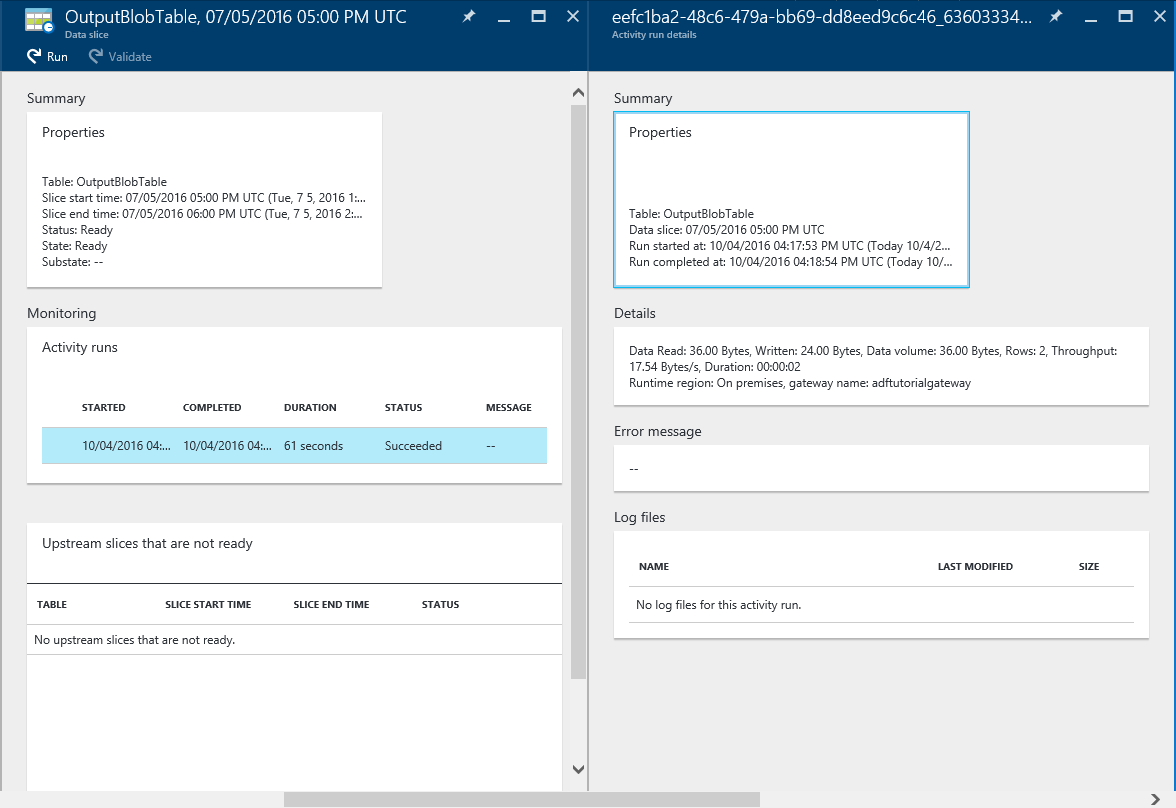 OutputBlobTable, 07/05/2016 05:00 PM UTC
Data slice
Run
Validate
Summary
Properties
Table: OutputBlobTable
Slice start time: 07/05/2016 05:00 PM UTC (Tue, 7 5, 2016 1:...
Slice end time: 07/05/2016 06:00 PM UTC (Tue, 7 5, 2016 2:...
Status: Ready
State: Ready
Substate: --
Monitoring
Activity runs
STARTED COMPLETED DURATION STATUS MESSAGE
10/04/2016 04:... 10/04/2016 04:... 61 seconds Succeeded --
Upstream slices that are not ready
TABLE SLICE START TIME SLICE END TIME STATUS
No upstream slices that are not ready.
eefc1ba2-48c6-479a-bb69-dd8eed9c6c46_63603334...
Activity run details
Summary
Properties
Table: OutputBlobTable
Data slice: 07/05/2016 05:00 PM UTC
Run started at: 10/04/2016 04:17:53 PM UTC (Today 10/4/2...
Run completed at: 10/04/2016 04:18:54 PM UTC (Today 10/...
Details
Data Read: 36.00 Bytes, Written: 24.00 Bytes, Data volume: 36.00 Bytes, Rows: 2, Throughput:
17.54 Bytes/s, Duration: 00:00:02
Runtime region: On premises, gateway name: adftutorialgateway
Error message
--
Log files
NAME LAST MODIFIED SIZE
No log files for this activity run.